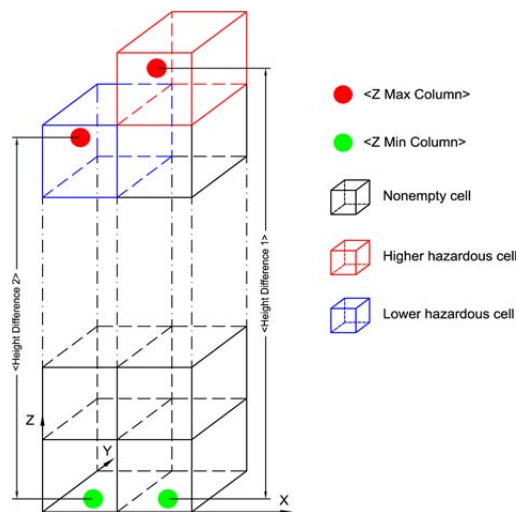 <Z Max Column>
<Z Min Column>
Nonempty cell
Higher hazardous cell
Lower hazardous cell
<Height Difference 2>
<Height Difference 1>
Z
Y
X